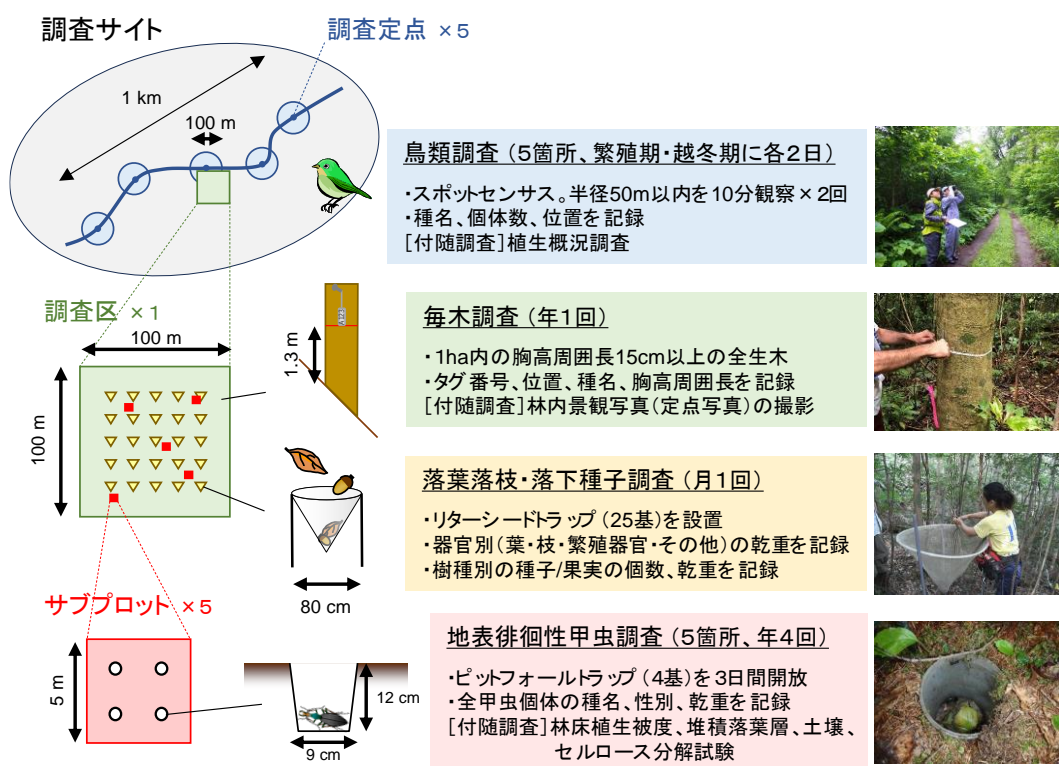 調査サイト
調査定点 ×5
1 km
100 m
鳥類調査（5箇所、繁殖期・越冬期に各2日）
・スポットセンサス。半径50m以内を10分観察×2回
・種名、個体数、位置を記録
［付随調査］植生概況調査
調査区 ×1
100 m
100 m
1.3 m
毎木調査（年1回）
・1ha内の胸高周囲長15cm以上の全生木
・タグ番号、位置、種名、胸高周囲長を記録
［付随調査］林内景観写真（定点写真）の撮影
落葉落枝・落下種子調査（月1回）
・リターシードトラップ（25基）を設置
・器官別（葉・枝・繁殖器官・その他）の乾重を記録
・樹種別の種子/果実の個数、乾重を記録
80 cm
サブプロット ×5
5 m
12 cm
9 cm
地表徘徊性甲虫調査（5箇所、年4回）
・ピットフォールトラップ（4基）を3日間開放
・全甲虫個体の種名、性別、乾重を記録
［付随調査］林床植生被度、堆積落葉層、土壌、
セルロース分解試験